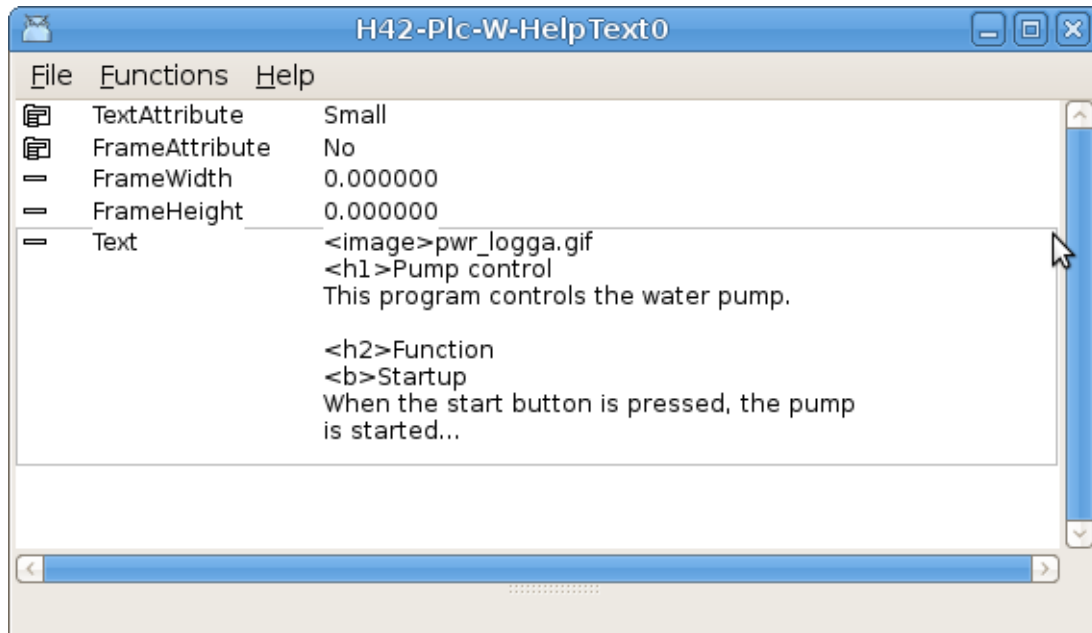 H42-Plc-W-HelpText0
File Functions Help
TextAttribute Small
FrameAttribute No
FrameWidth 0.000000
FrameHeight 0.000000
Text <image>pwr_logga.gif
<h1>Pump control
This program controls the water pump.
<h2>Function
<b>Startup
When the start button is pressed, the pump
is started...